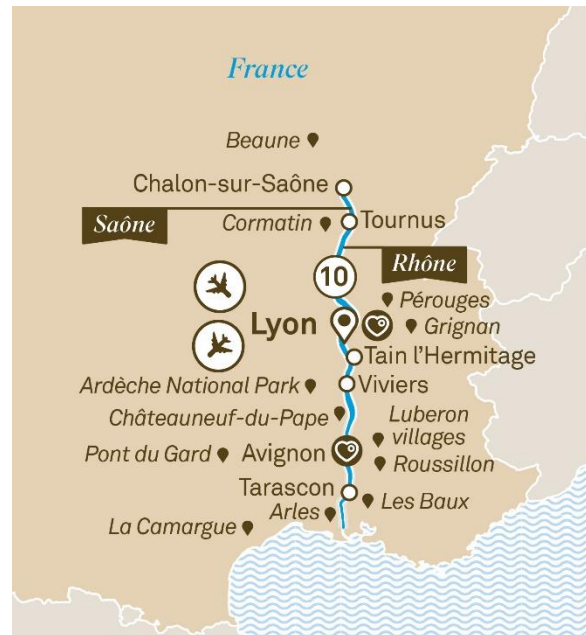 France
Beaune
Chalon-sur-Saône
Saône
Cormatin
Tournus
10
Rhône
Pérouges
Lyon
Grignan
Tain l’Hermitage
Ardèche National Park
Viviers
Châteauneuf-du-Pape
Luberon
villages
Pont du Gard
Avignon
Roussillon
Tarascon
Les Baux
Arles
La Camargue